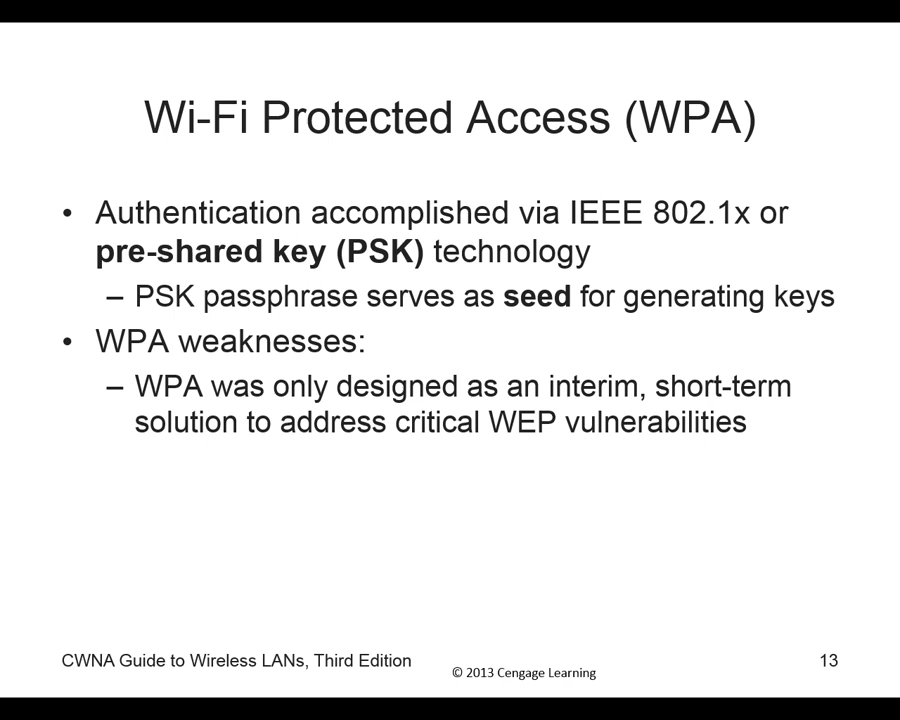 Wi-Fi Protected Access (WPA)
• Authentication accomplished via IEEE 802.1x or
pre-shared key (PSK) technology
– PSK passphrase serves as seed for generating keys
• WPA weaknesses:
– WPA was only designed as an interim, short-term
solution to address critical WEP vulnerabilities
CWNA Guide to Wireless LANs, Third Edition
© 2013 Cengage Learning
13